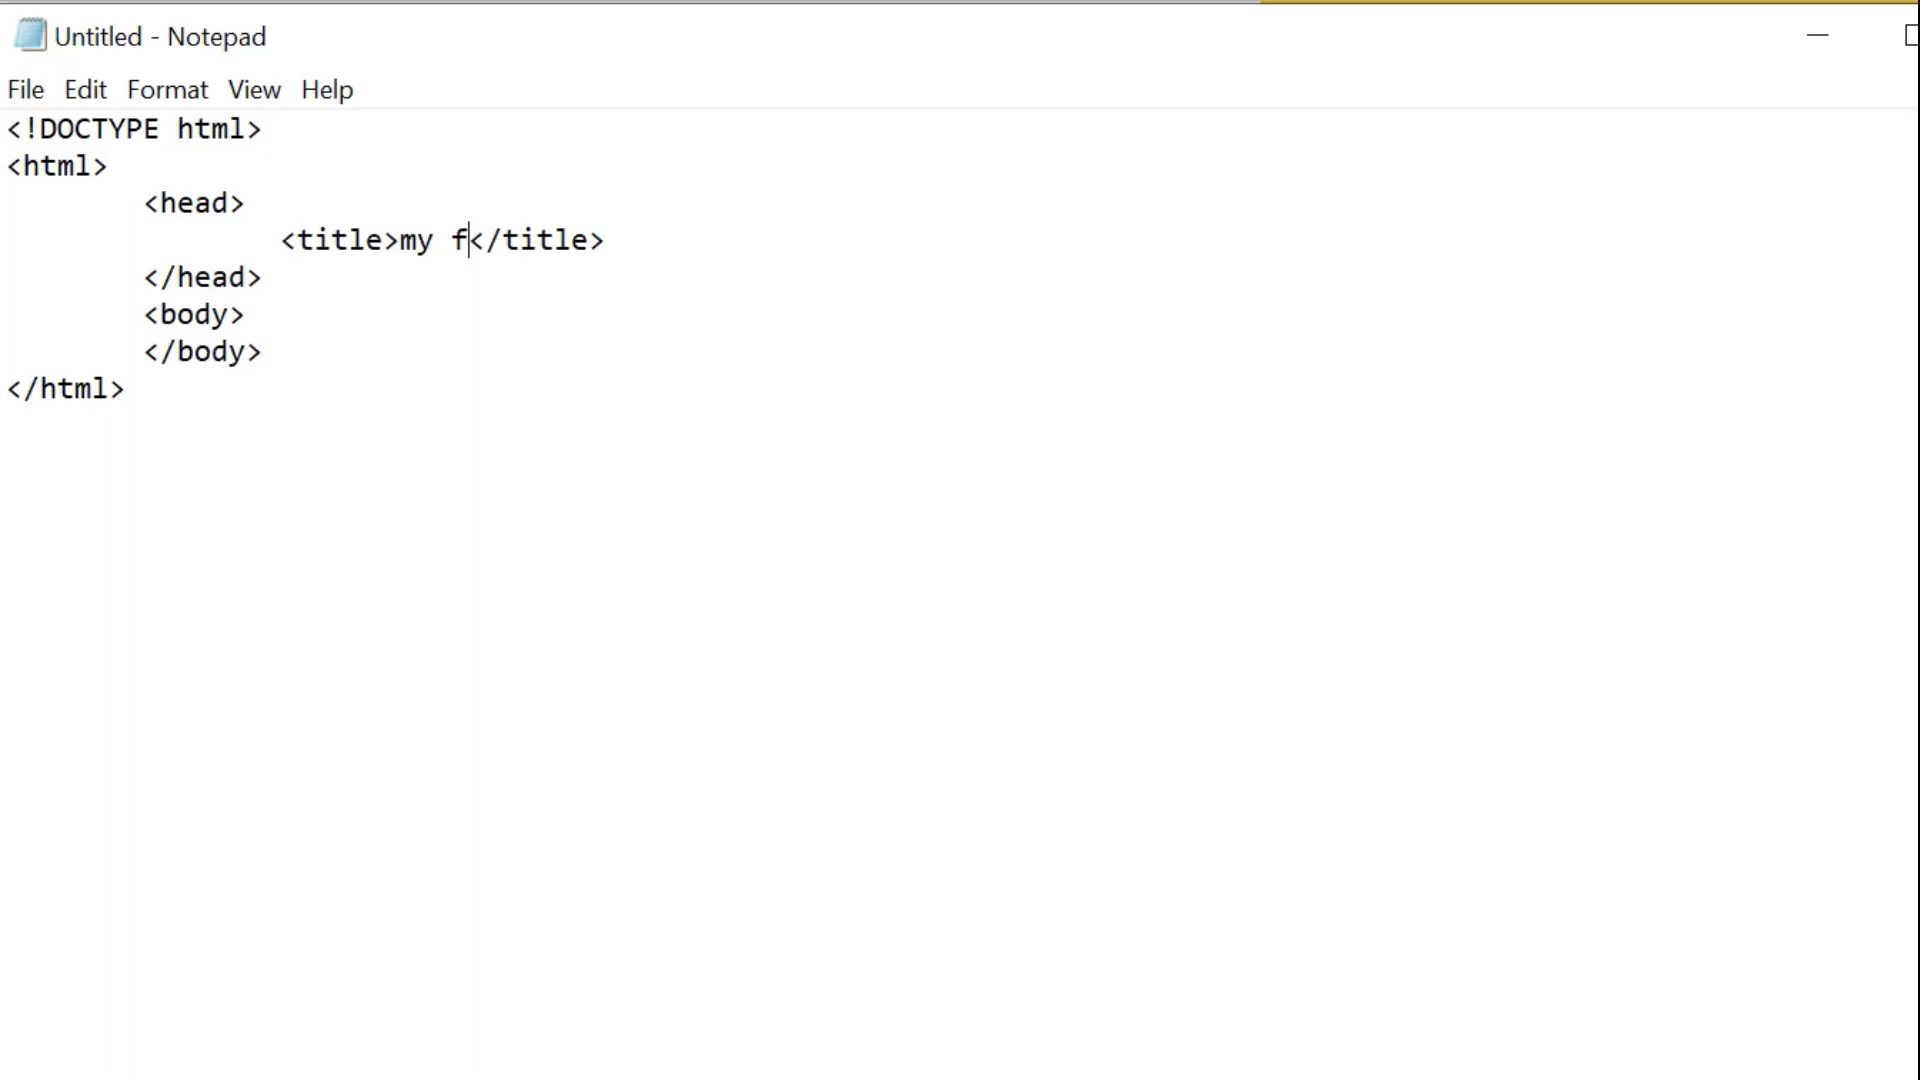 Untitled - Notepad
File Edit Format View Help
<!DOCTYPE html>
<html>
<head>
<title>my f</title>
</head>
<body>
</body>
</html>